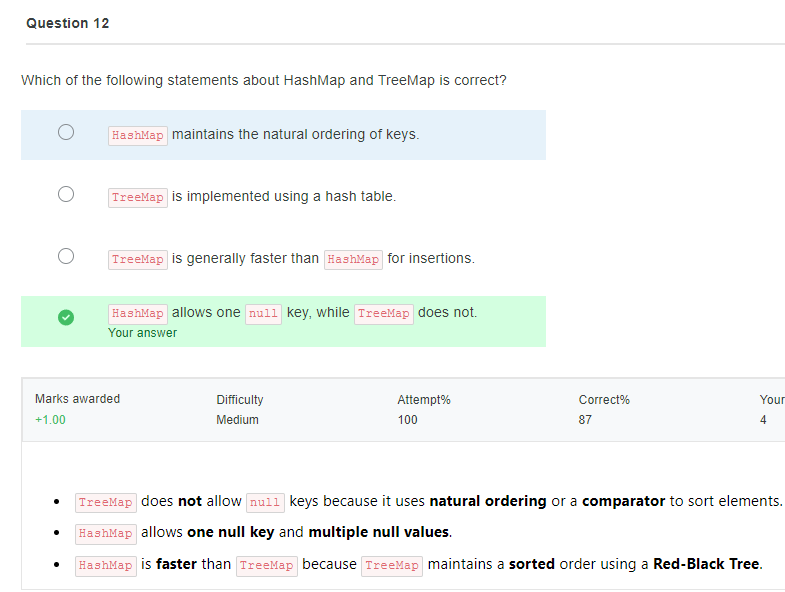 Question 12
Which of the following statements about HashMap and TreeMap is correct?
HashMap maintains the natural ordering of keys.
TreeMap is implemented using a hash table.
TreeMap is generally faster than HashMap for insertions.
HashMap allows one null key, while TreeMap does not.
Your answer
Marks awarded Difficulty Attempt% Correct% Your
+1.00 Medium 100 87 4
• TreeMap does not allow null keys because it uses natural ordering or a comparator to sort elements.
• HashMap allows one null key and multiple null values.
• HashMap is faster than TreeMap because TreeMap maintains a sorted order using a Red-Black Tree.